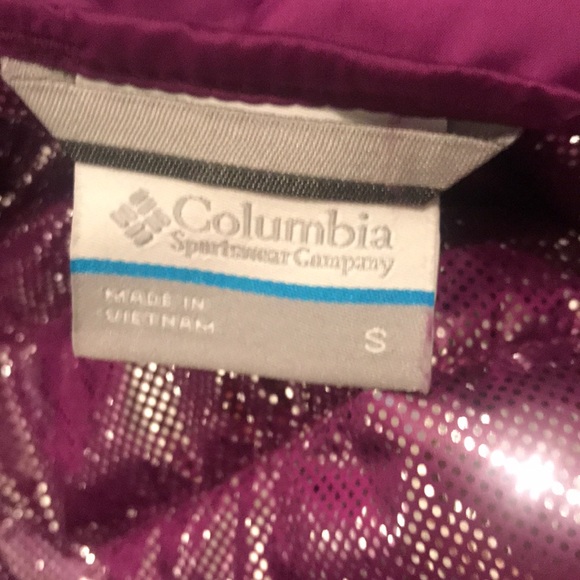 Columbia
Sportswear Company
MADE IN
VIETNAM
S